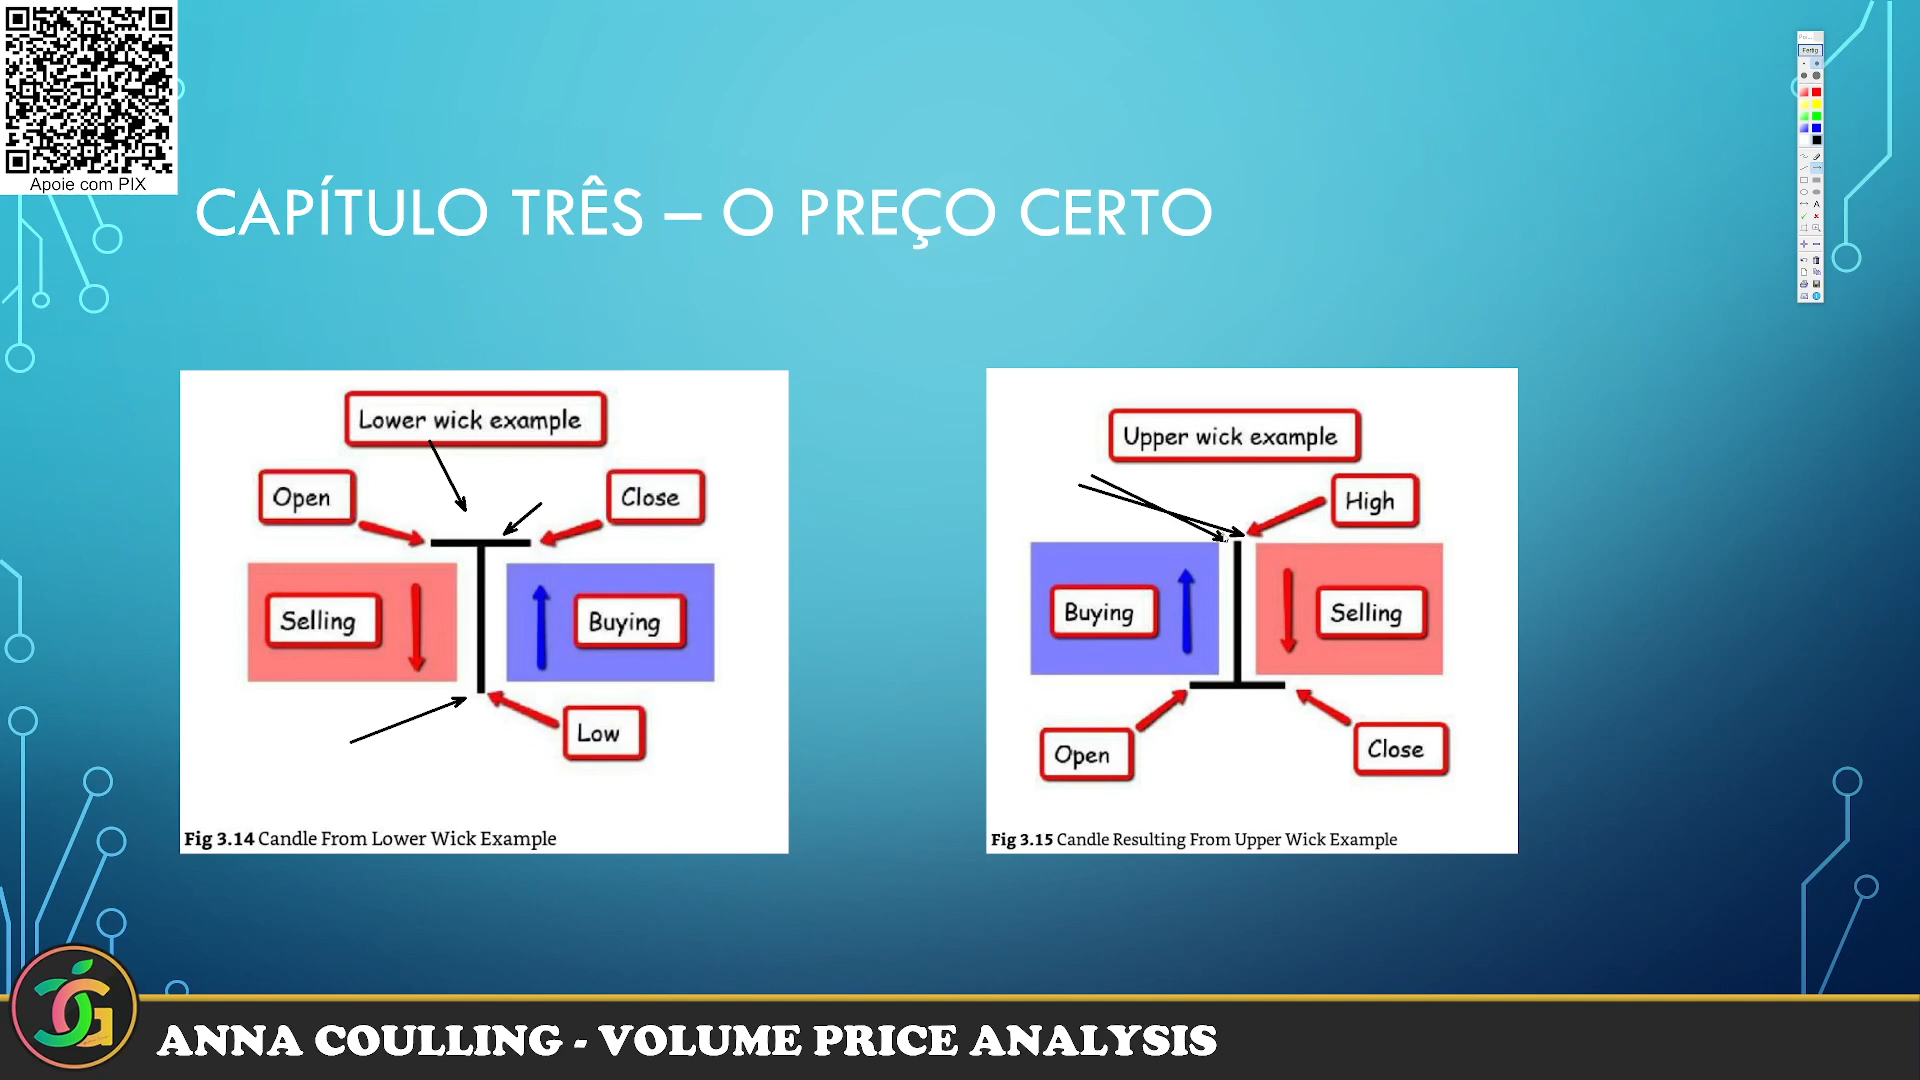 Apoie com PIX
CAPÍTULO TRÊS – O PREÇO CERTO
Fertig
Lower wick example
Open
Close
Selling
Buying
Low
Fig 3.14 Candle From Lower Wick Example
Upper wick example
High
Buying
Selling
Open
Close
Fig 3.15 Candle Resulting From Upper Wick Example
ANNA COULLING - VOLUME PRICE ANALYSIS